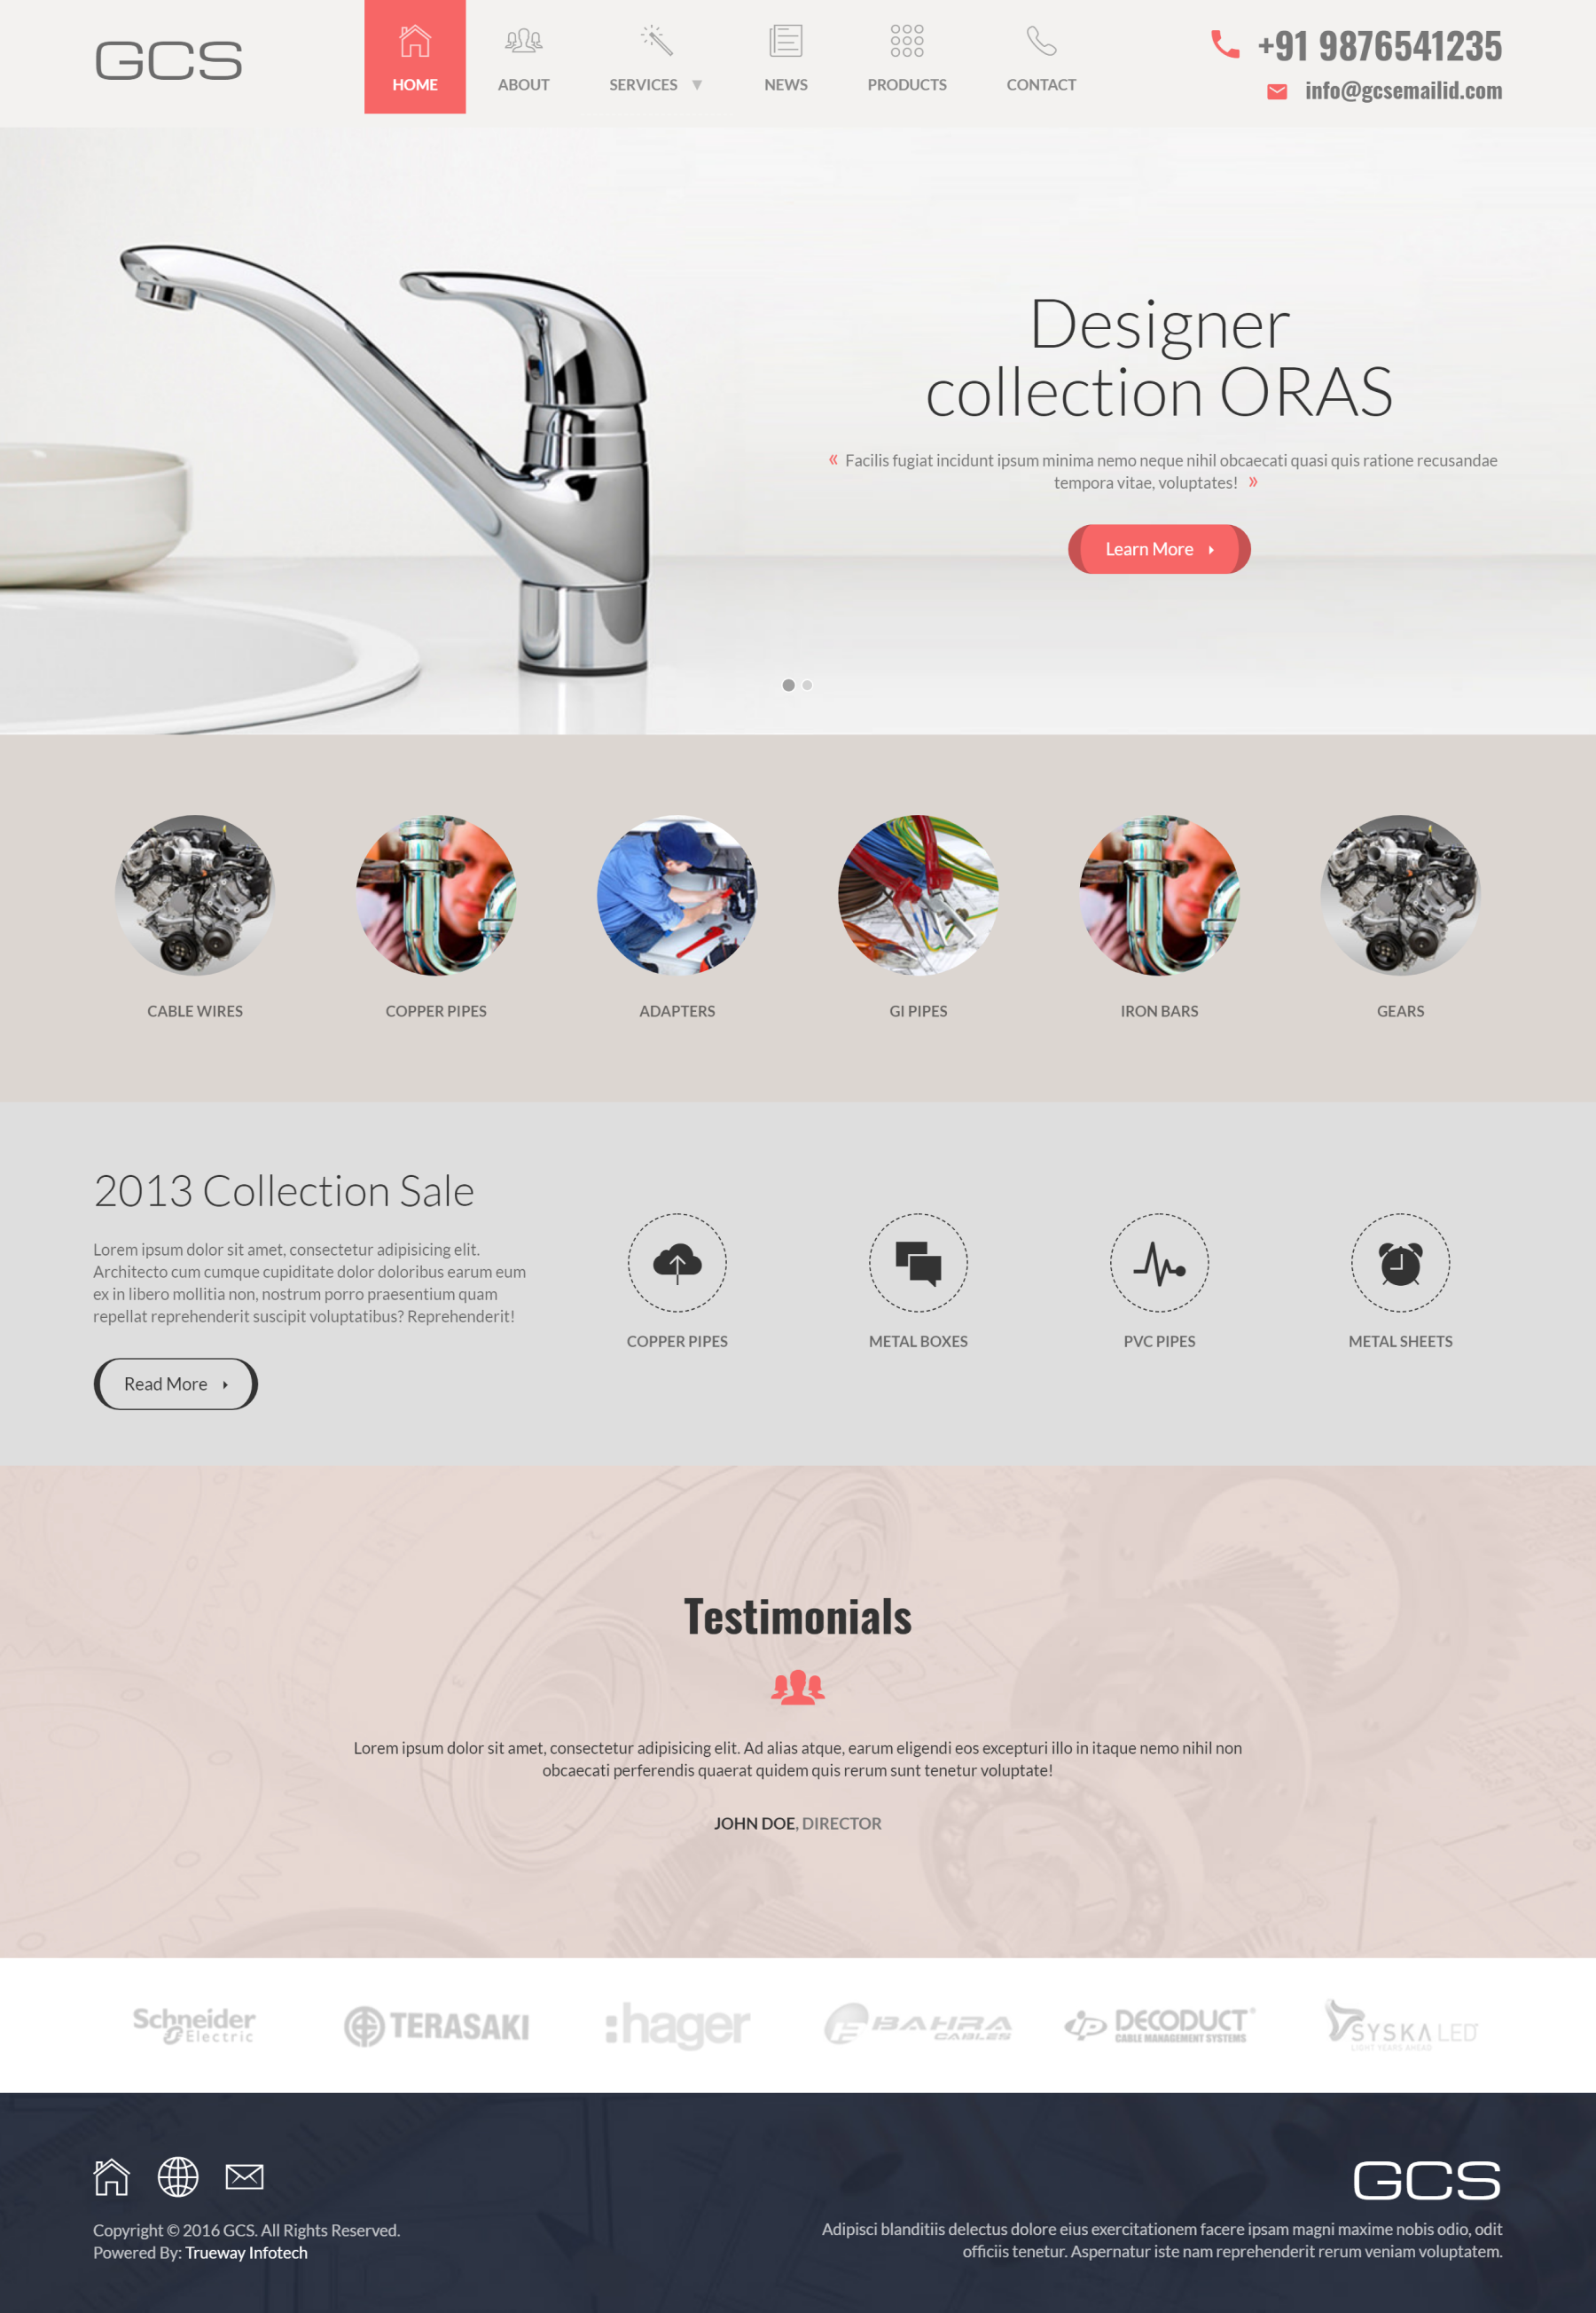 GCS
HOME
ABOUT
SERVICES ▼
NEWS
PRODUCTS
CONTACT
+91 9876541235
info@gcsemailid.com
Designer
collection ORAS
« Facilis fugiat incidunt ipsum minima nemo neque nihil obcaecati quasi quis ratione recusandae
tempora vitae, voluptates! »
Learn More
CABLE WIRES
COPPER PIPES
ADAPTERS
GI PIPES
IRON BARS
GEARS
2013 Collection Sale
Lorem ipsum dolor sit amet, consectetur adipisicing elit.
Architecto cum cumque cupiditate dolor doloribus earum eum
ex in libero mollitia non, nostrum porro praesentium quam
repellat reprehenderit suscipit voluptatibus? Reprehenderit!
Read More
COPPER PIPES
METAL BOXES
PVC PIPES
METAL SHEETS
Testimonials
Lorem ipsum dolor sit amet, consectetur adipisicing elit. Ad alias atque, earum eligendi eos excepturi illo in itaque nemo nihil non
obcaecati perferendis quaerat quidem quis rerum sunt tenetur voluptate!
JOHN DOE, DIRECTOR
Schneider
Electric
TERASAKI
:hager
BAHRA
CABLES
DECODUCT®
CABLE MANAGEMENT SYSTEMS
SYSKA LED
LIGHT YEARS AHEAD
Copyright © 2016 GCS. All Rights Reserved.
Powered By: Trueway Infotech
GCS
Adipisci blanditiis delectus dolore eius exercitationem facere ipsam magni maxime nobis odio, odit
officiis tenetur. Aspernatur iste nam reprehenderit rerum veniam voluptatem.